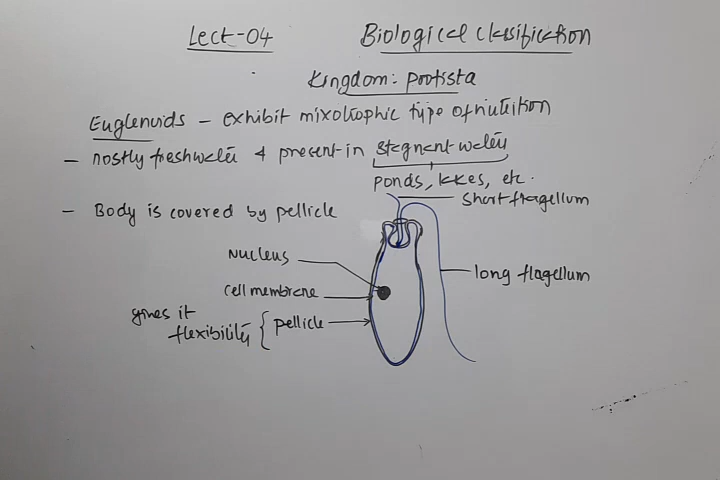 Lect-04
Biological classification
Kingdom: protista
Euglenoids - exhibit mixotrophic type of nutrition
- mostly freshwater & present in stagnant water
ponds, lakes, etc.
short flagellum
- Body is covered by pellicle
Nucleus
long flagellum
cell membrane
gives it
flexibility { pellicle